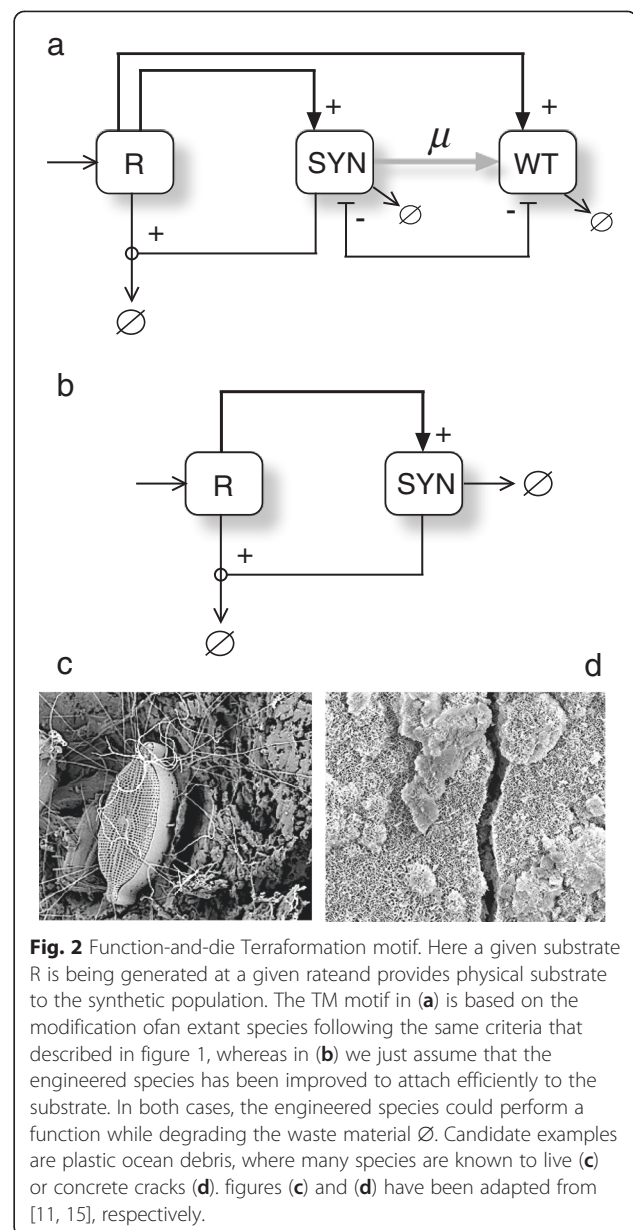 a
+
+
R
SYN
μ
WT
∅
∅
-
-
+
∅
b
+
R
SYN
∅
+
∅
c
d
Fig. 2 Function-and-die Terraformation motif. Here a given substrate
R is being generated at a given rateand provides physical substrate
to the synthetic population. The TM motif in (a) is based on the
modification ofan extant species following the same criteria that
described in figure 1, whereas in (b) we just assume that the
engineered species has been improved to attach efficiently to the
substrate. In both cases, the engineered species could perform a
function while degrading the waste material Ø. Candidate examples
are plastic ocean debris, where many species are known to live (c)
or concrete cracks (d). figures (c) and (d) have been adapted from
[11, 15], respectively.